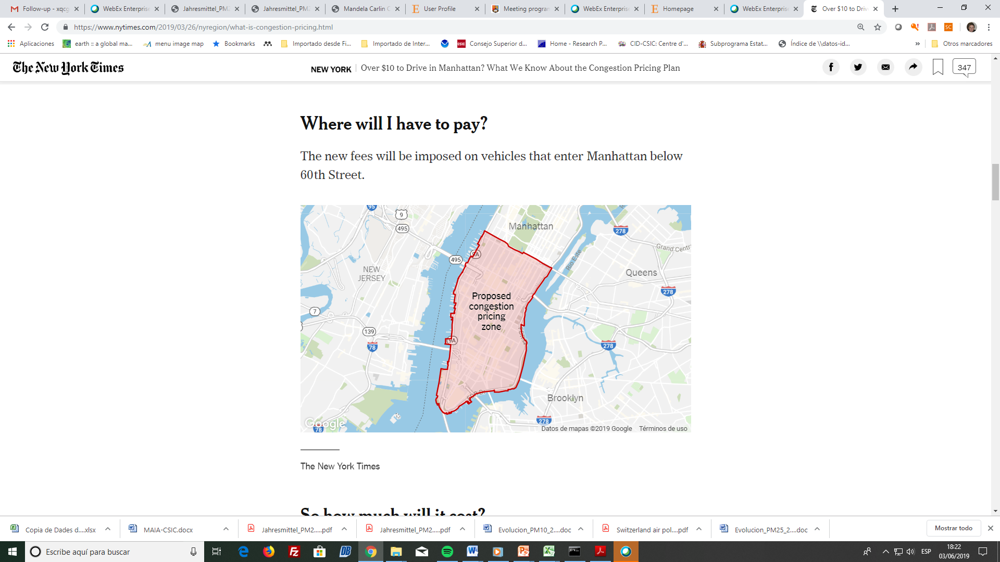 Follow-up - xqcg
WebEx Enterprise
Jahresmittel_PM2
Jahresmittel_PM2
Mandela Carlin C
User Profile
Meeting program
WebEx Enterprise
Homepage
WebEx Enterprise
Over $10 to Driv
https://www.nytimes.com/2019/03/26/nyregion/what-is-congestion-pricing.html
Aplicaciones
earth :: a global ma...
menu image map
Bookmarks
Importado desde Fi...
Importado de Inter...
CSIC
Consejo Superior d...
Home - Research P...
CID-CSIC: Centre d'...
Subprograma Estat...
Índice de \\datos-id...
»
Otros marcadores
The New York Times
NEW YORK | Over $10 to Drive in Manhattan? What We Know About the Congestion Pricing Plan
347
Where will I have to pay?
The new fees will be imposed on vehicles that enter Manhattan below
60th Street.
95
9
495
Manhattan
278
Grand Centr
9A
495
Río Este
NEW
JERSEY
Queens
278
Proposed
congestion
pricing
zone
7
139
78
FDR Dr
9A
278
FDR Dr
Brooklyn
278
Google
78
Datos de mapas ©2019 Google
Términos de uso
The New York Times
So how much will it cost?
Copia de Dades d....xlsx
MAIA-CSIC.docx
Jahresmittel_PM2.....pdf
Jahresmittel_PM2.....pdf
Evolucion_PM10_2....doc
Switzerland air pol....pdf
Evolucion_PM25_2....doc
Mostrar todo
Escribe aquí para buscar
ESP
18:22
03/06/2019